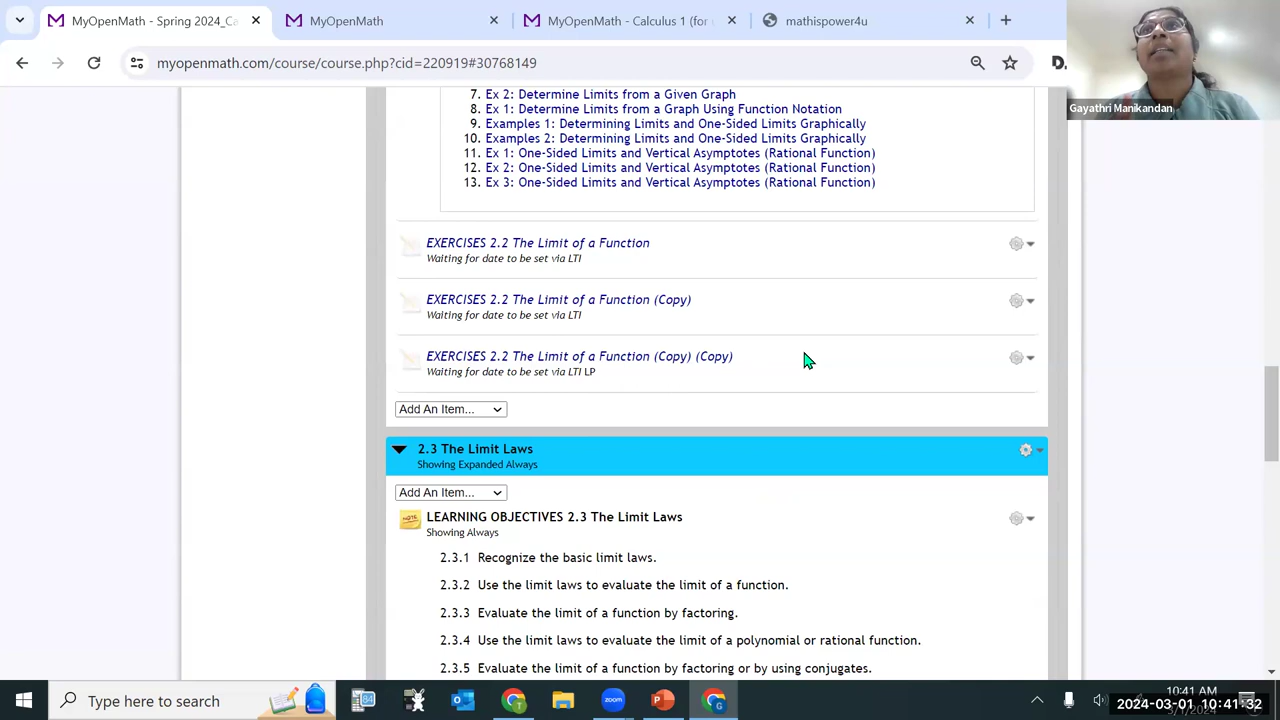 MyOpenMath - Spring 2024_Ca
MyOpenMath
MyOpenMath - Calculus 1 (for u
mathispower4u
myopenmath.com/course/course.php?cid=220919#30768149
D.
Gayathri Manikandan
7. Ex 2: Determine Limits from a Given Graph
8. Ex 1: Determine Limits from a Graph Using Function Notation
9. Examples 1: Determining Limits and One-Sided Limits Graphically
10. Examples 2: Determining Limits and One-Sided Limits Graphically
11. Ex 1: One-Sided Limits and Vertical Asymptotes (Rational Function)
12. Ex 2: One-Sided Limits and Vertical Asymptotes (Rational Function)
13. Ex 3: One-Sided Limits and Vertical Asymptotes (Rational Function)
EXERCISES 2.2 The Limit of a Function
Waiting for date to be set via LTI
EXERCISES 2.2 The Limit of a Function (Copy)
Waiting for date to be set via LTI
EXERCISES 2.2 The Limit of a Function (Copy) (Copy)
Waiting for date to be set via LTI LP
Add An Item...
2.3 The Limit Laws
Showing Expanded Always
Add An Item...
NOTE
LEARNING OBJECTIVES 2.3 The Limit Laws
Showing Always
2.3.1 Recognize the basic limit laws.
2.3.2 Use the limit laws to evaluate the limit of a function.
2.3.3 Evaluate the limit of a function by factoring.
2.3.4 Use the limit laws to evaluate the limit of a polynomial or rational function.
2.3.5 Evaluate the limit of a function by factoring or by using conjugates.
Type here to search
84
zoom
10:41 AM
2024-03-01 10:41:32